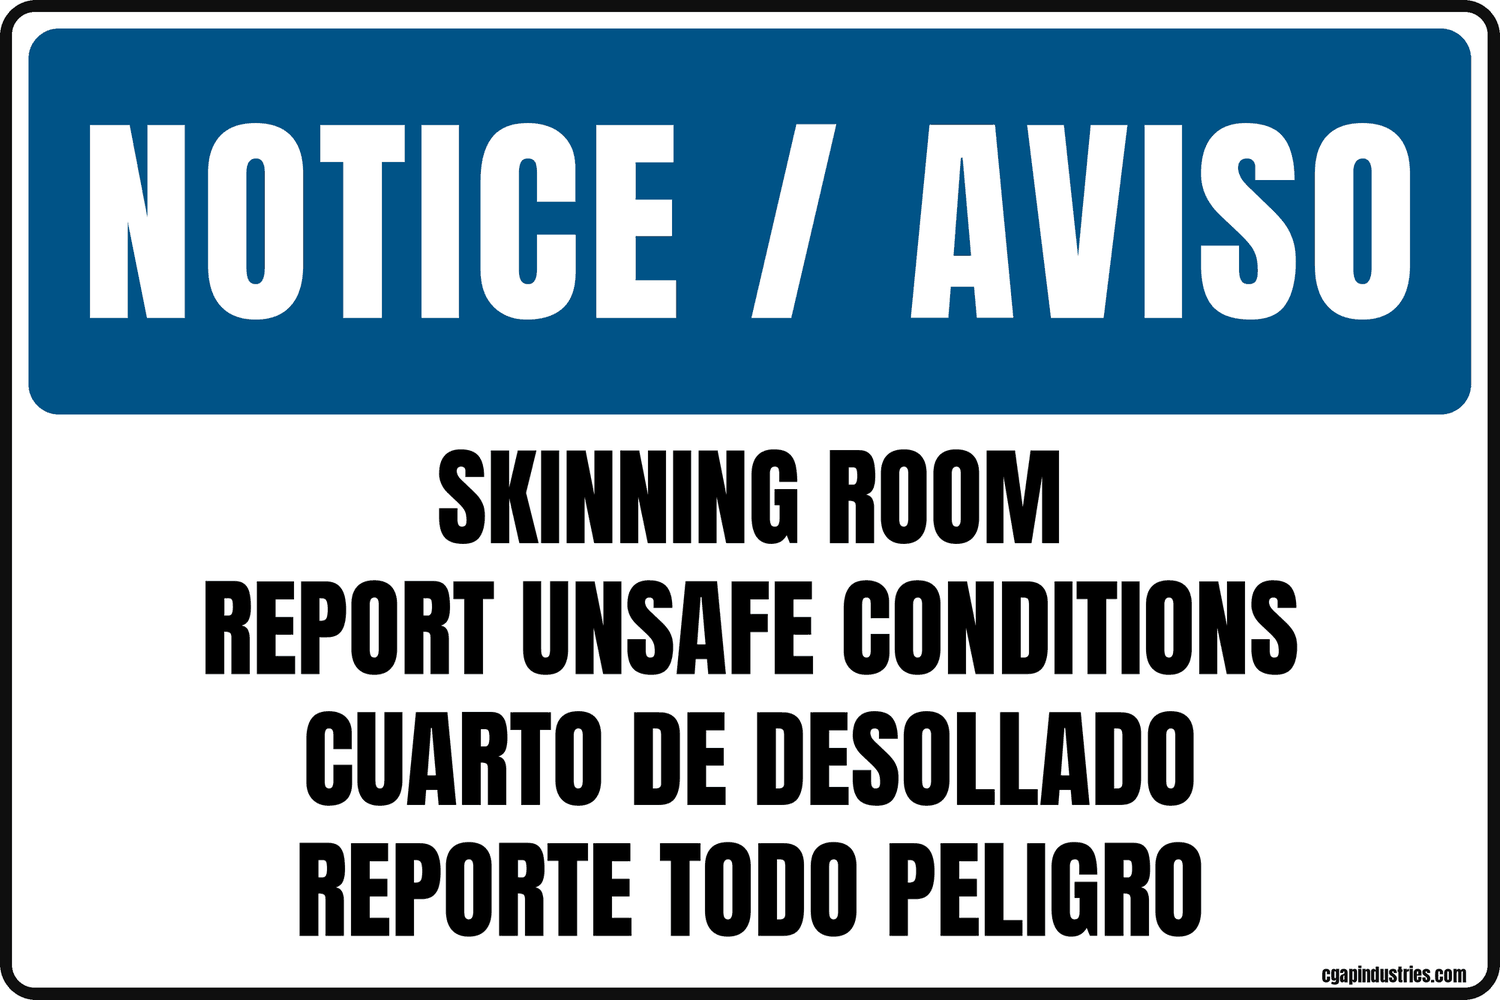 NOTICE / AVISO
SKINNING ROOM
REPORT UNSAFE CONDITIONS
CUARTO DE DESOLLADO
REPORTE TODO PELIGRO
cgapindustries.com